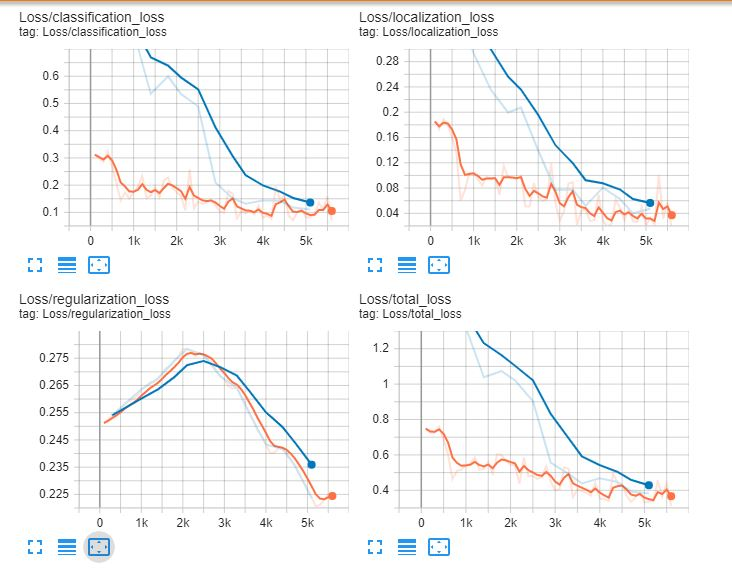 Loss/classification_loss
tag: Loss/classification_loss
0.6
0.5
0.4
0.3
0.2
0.1
0 1k 2k 3k 4k 5k
Loss/localization_loss
tag: Loss/localization_loss
0.28
0.24
0.2
0.16
0.12
0.08
0.04
0 1k 2k 3k 4k 5k
Loss/regularization_loss
tag: Loss/regularization_loss
0.275
0.265
0.255
0.245
0.235
0.225
0 1k 2k 3k 4k 5k
Loss/total_loss
tag: Loss/total_loss
1.2
1
0.8
0.6
0.4
0 1k 2k 3k 4k 5k